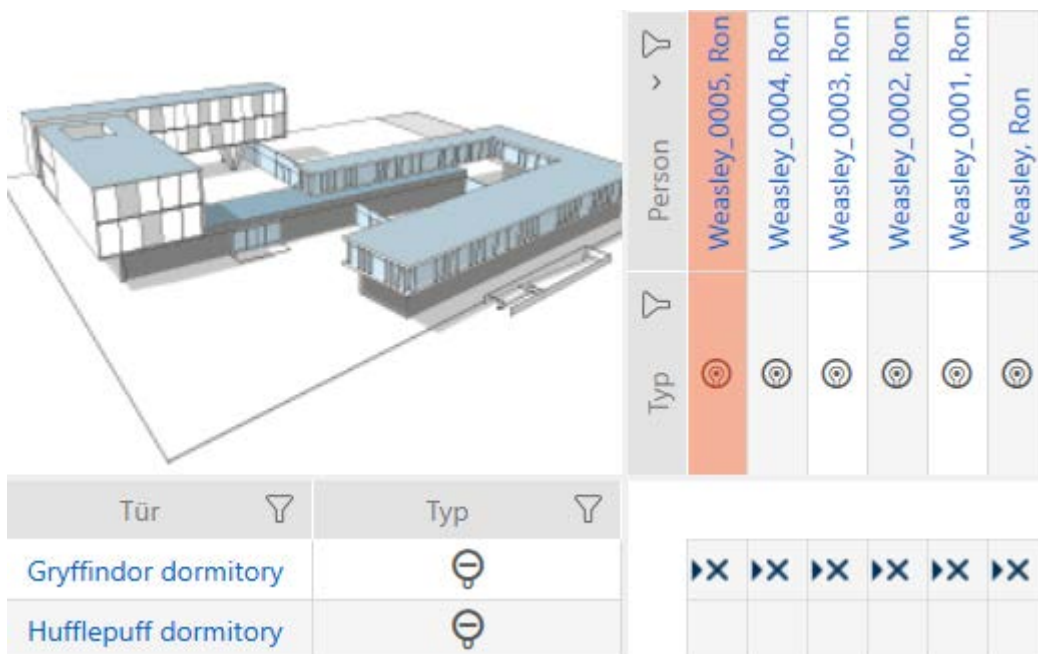 Person
Weasley_0005, Ron
Weasley_0004, Ron
Weasley_0003, Ron
Weasley_0002, Ron
Weasley_0001, Ron
Weasley, Ron
Typ
Tür
Typ
Gryffindor dormitory
Hufflepuff dormitory